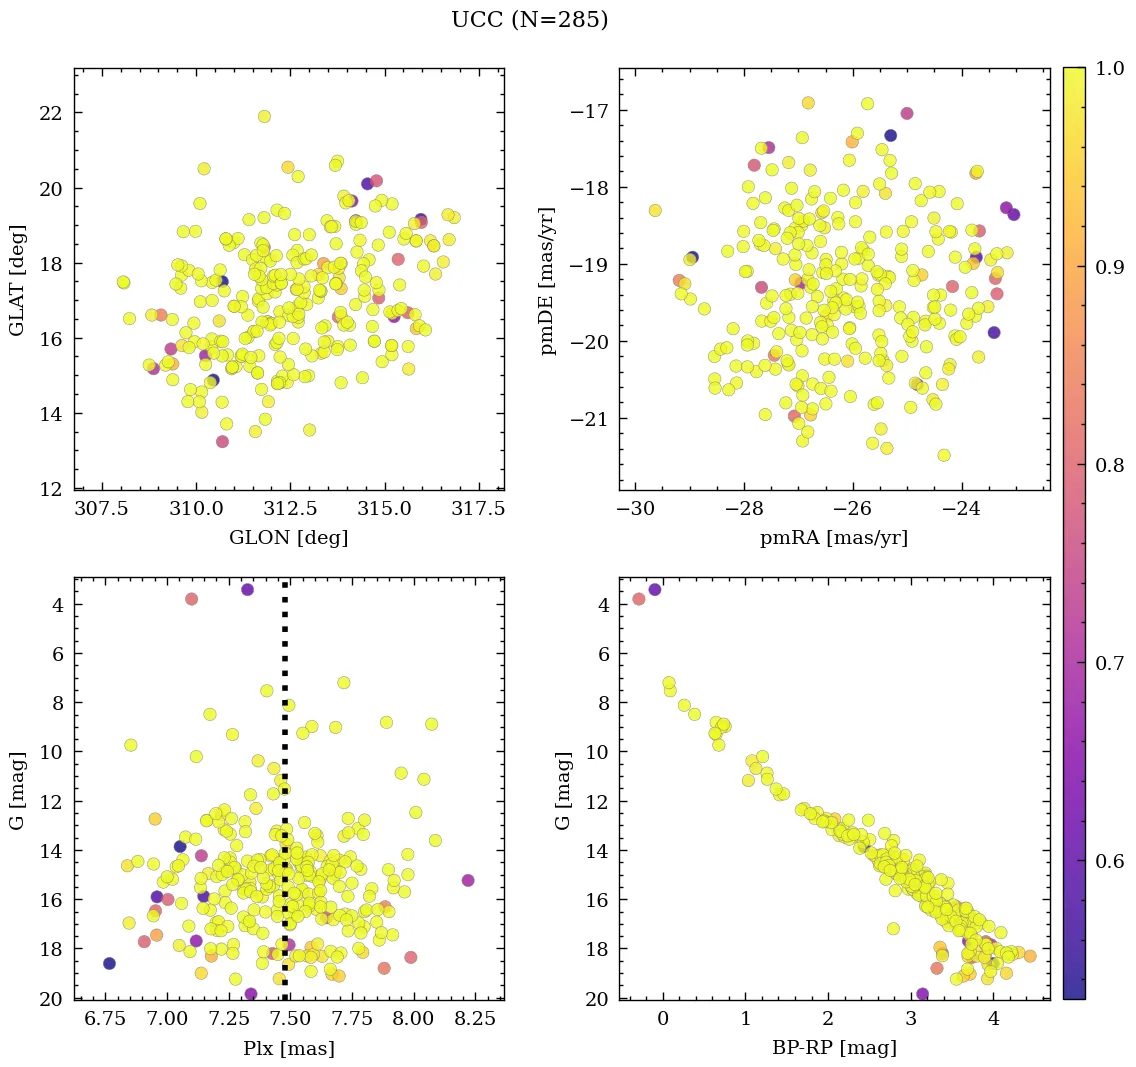 UCC (N=285)
22
20
18
16
14
12
GLAT [deg]
307.5 310.0 312.5 315.0 317.5
GLON [deg]
−17
−18
−19
−20
−21
pmDE [mas/yr]
−30 −28 −26 −24
pmRA [mas/yr]
1.0
0.9
0.8
0.7
0.6
4
6
8
10
12
14
16
18
20
G [mag]
6.75 7.00 7.25 7.50 7.75 8.00 8.25
Plx [mas]
4
6
8
10
12
14
16
18
20
G [mag]
0 1 2 3 4
BP-RP [mag]